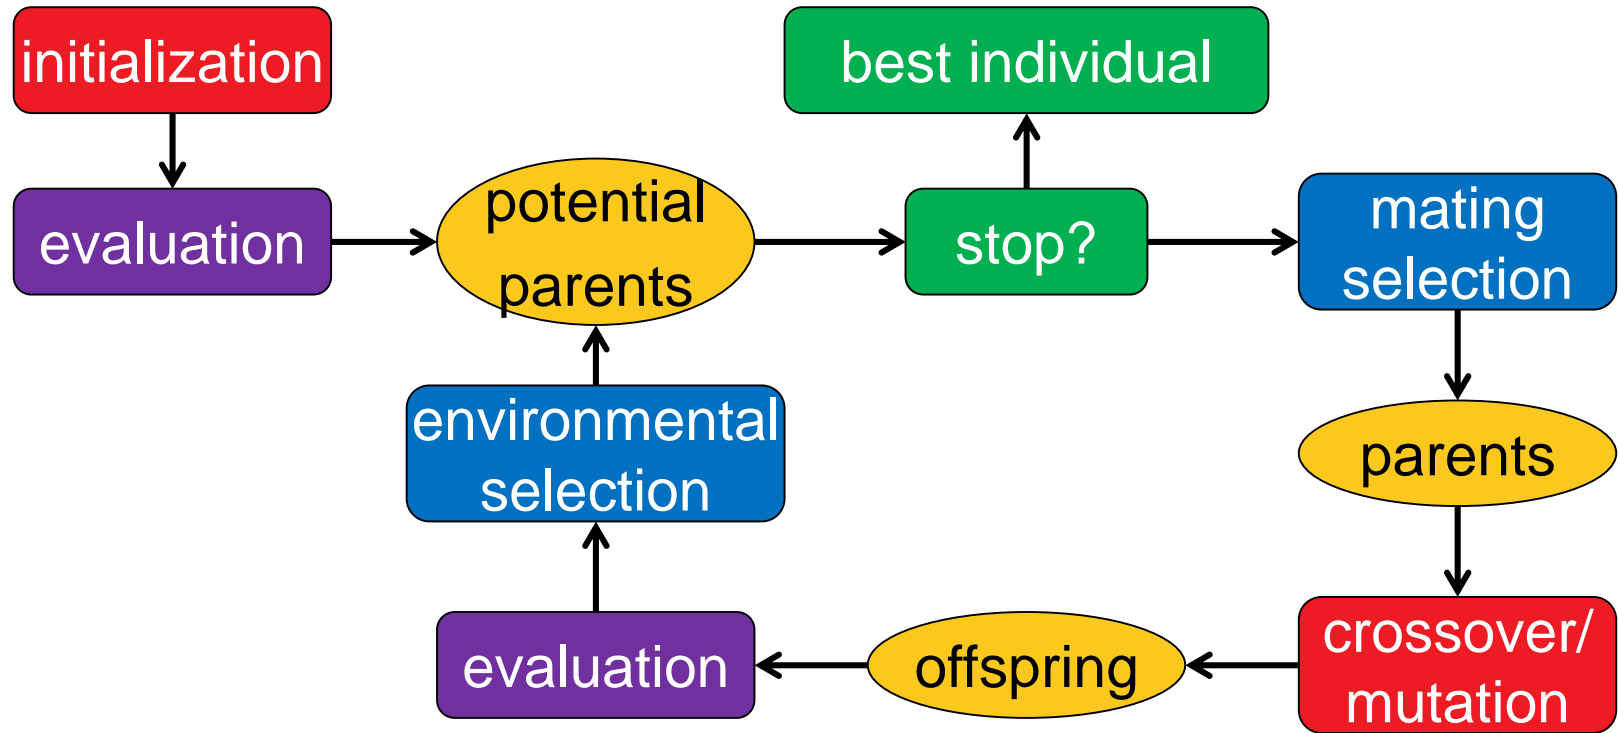 initialization
best individual
evaluation
potential
parents
stop?
mating
selection
environmental
selection
parents
evaluation
offspring
crossover/
mutation